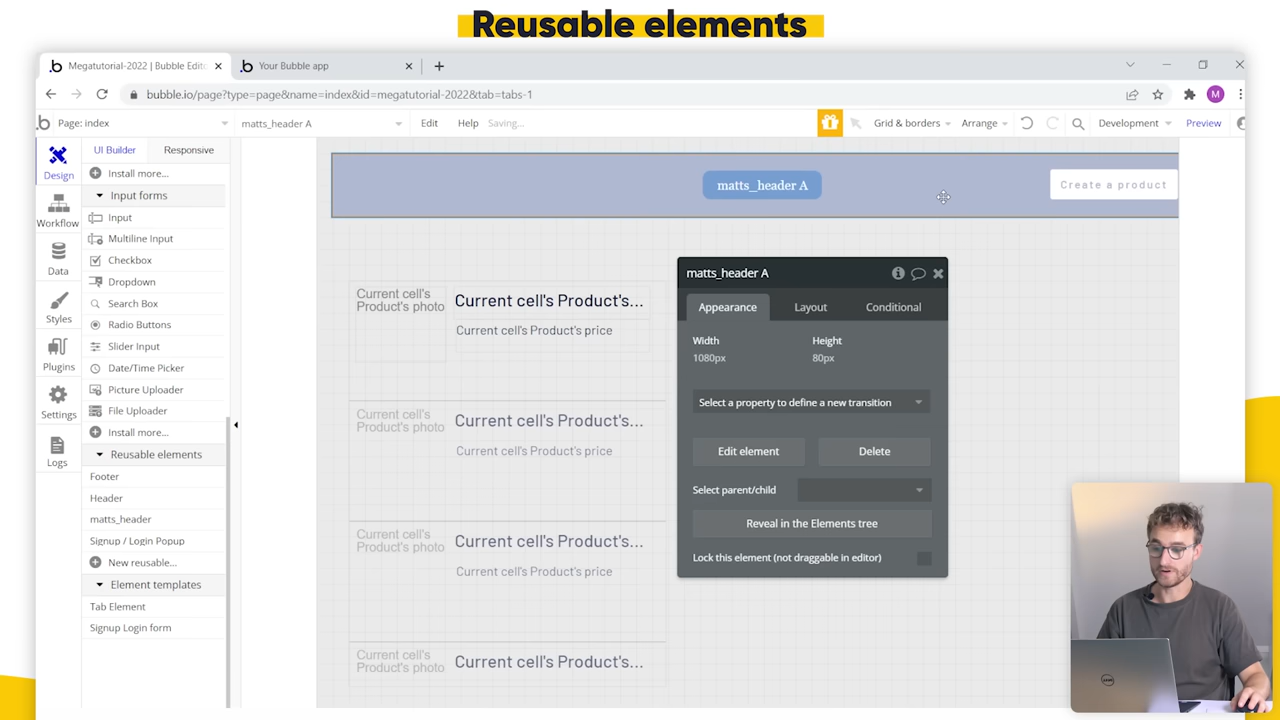 Reusable elements
Megatutorial-2022 | Bubble Edito
Your Bubble app
bubble.io/page?type=page&name=index&id=megatutorial-2022&tab=tabs-1
M
Page: index
matts_header A
Edit
Help
Saving...
Grid & borders
Arrange
Development
Preview
Design
Workflow
Data
Styles
Plugins
Settings
Logs
UI Builder
Responsive
Install more...
Input forms
Input
Multiline Input
Checkbox
Dropdown
Search Box
Radio Buttons
Slider Input
Date/Time Picker
Picture Uploader
File Uploader
Install more...
Reusable elements
Footer
Header
matts_header
Signup / Login Popup
New reusable...
Element templates
Tab Element
Signup Login form
matts_header A
Create a product
Current cell's
Product's photo
Current cell's Product's...
Current cell's Product's price
Current cell's
Product's photo
Current cell's Product's...
Current cell's Product's price
Current cell's
Product's photo
Current cell's Product's...
Current cell's Product's price
Current cell's
Product's photo
Current cell's Product's...
matts_header A
Appearance
Layout
Conditional
Width
Height
1080px
80px
Select a property to define a new transition
Edit element
Delete
Select parent/child
Reveal in the Elements tree
Lock this element (not draggable in editor)